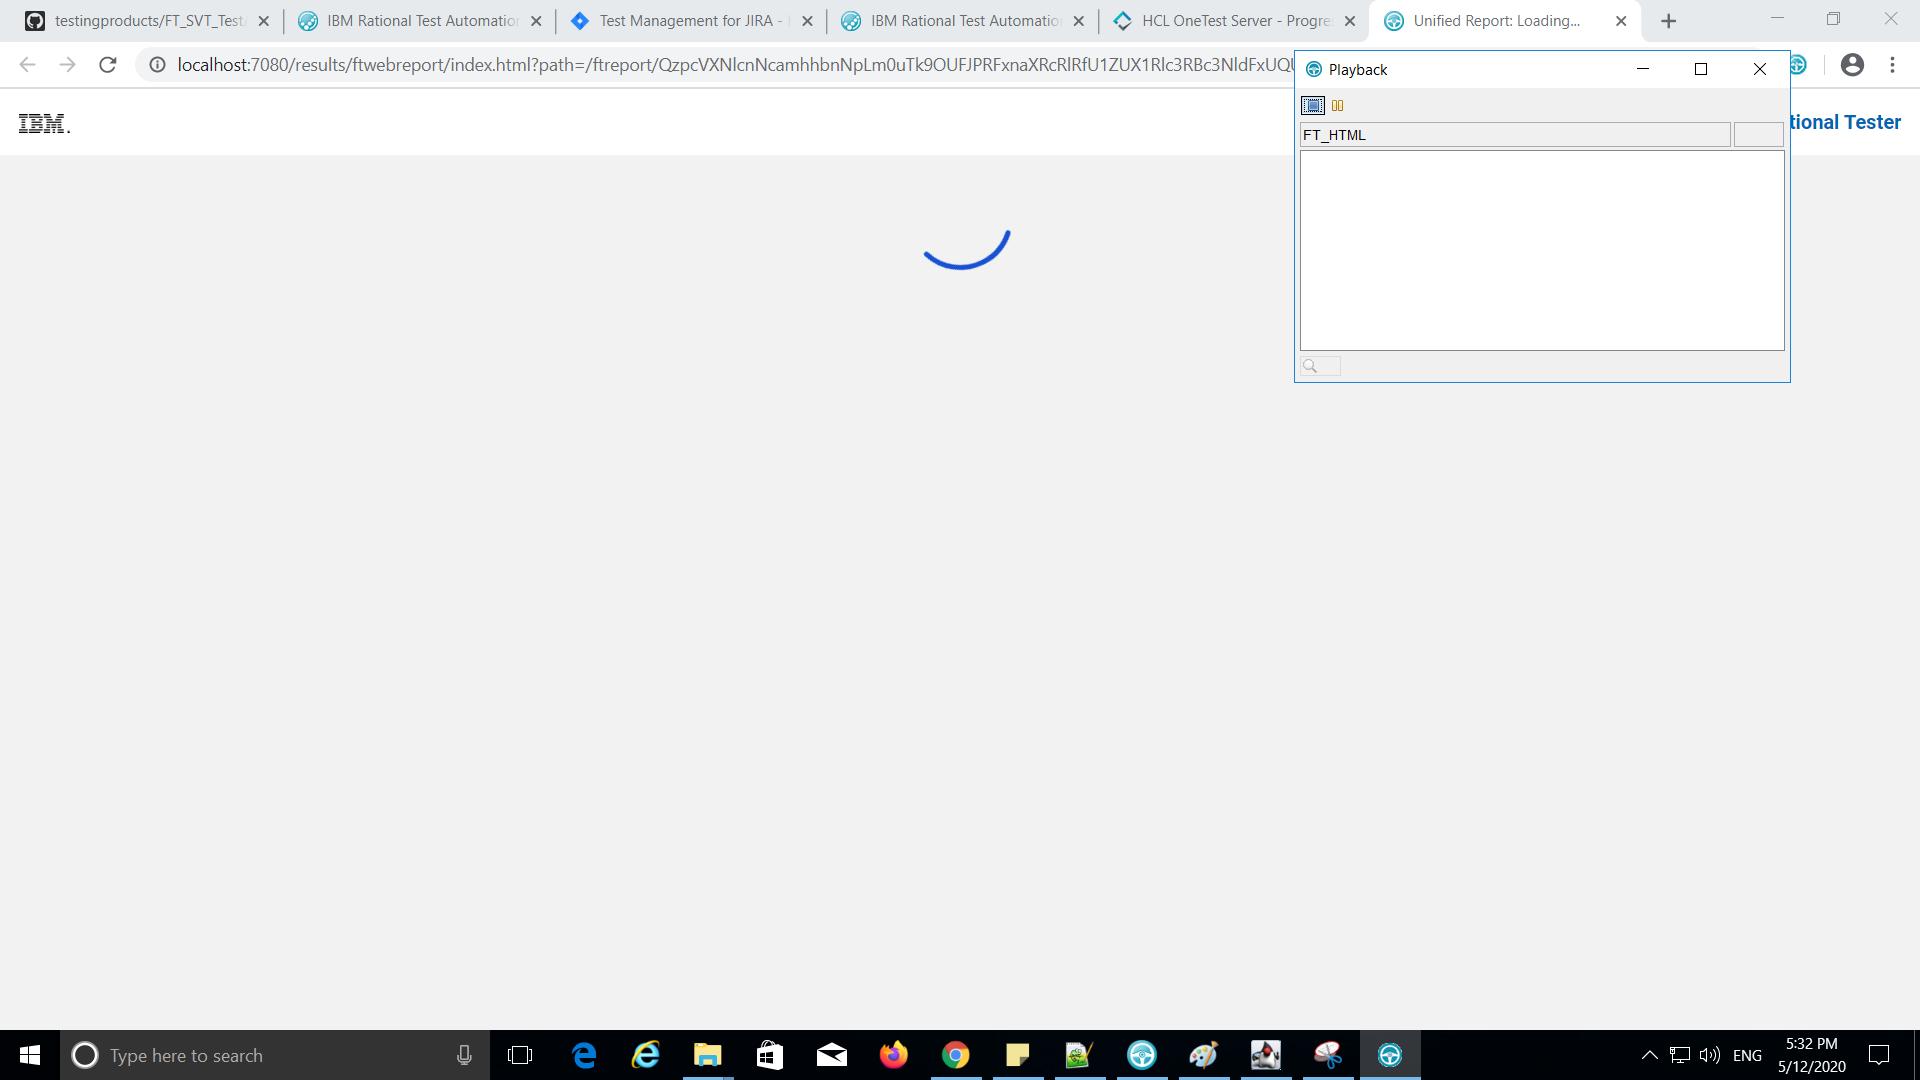 testingproducts/FT_SVT_Test
IBM Rational Test Automatio
Test Management for JIRA -
IBM Rational Test Automatio
HCL OneTest Server - Progre
Unified Report: Loading...
localhost:7080/results/ftwebreport/index.html?path=/ftreport/QzpcVXNlcnNcamhhbnNpLm0uTk9OUFJPRFxnaXRcRlRfU1ZUX1Rlc3RBc3NldFxUQU
Playback
IBM.
tional Tester
FT_HTML
Type here to search
ENG
5:32 PM
5/12/2020